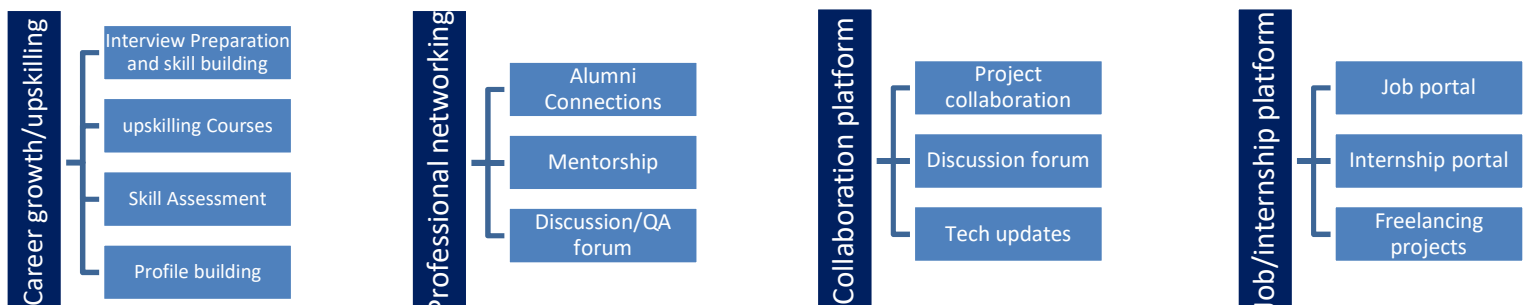 Career growth/upskilling
Interview Preparation
and skill building
upskilling Courses
Skill Assessment
Profile building
Professional networking
Alumni
Connections
Mentorship
Discussion/QA
forum
Collaboration platform
Project
collaboration
Discussion forum
Tech updates
Job/internship platform
Job portal
Internship portal
Freelancing
projects